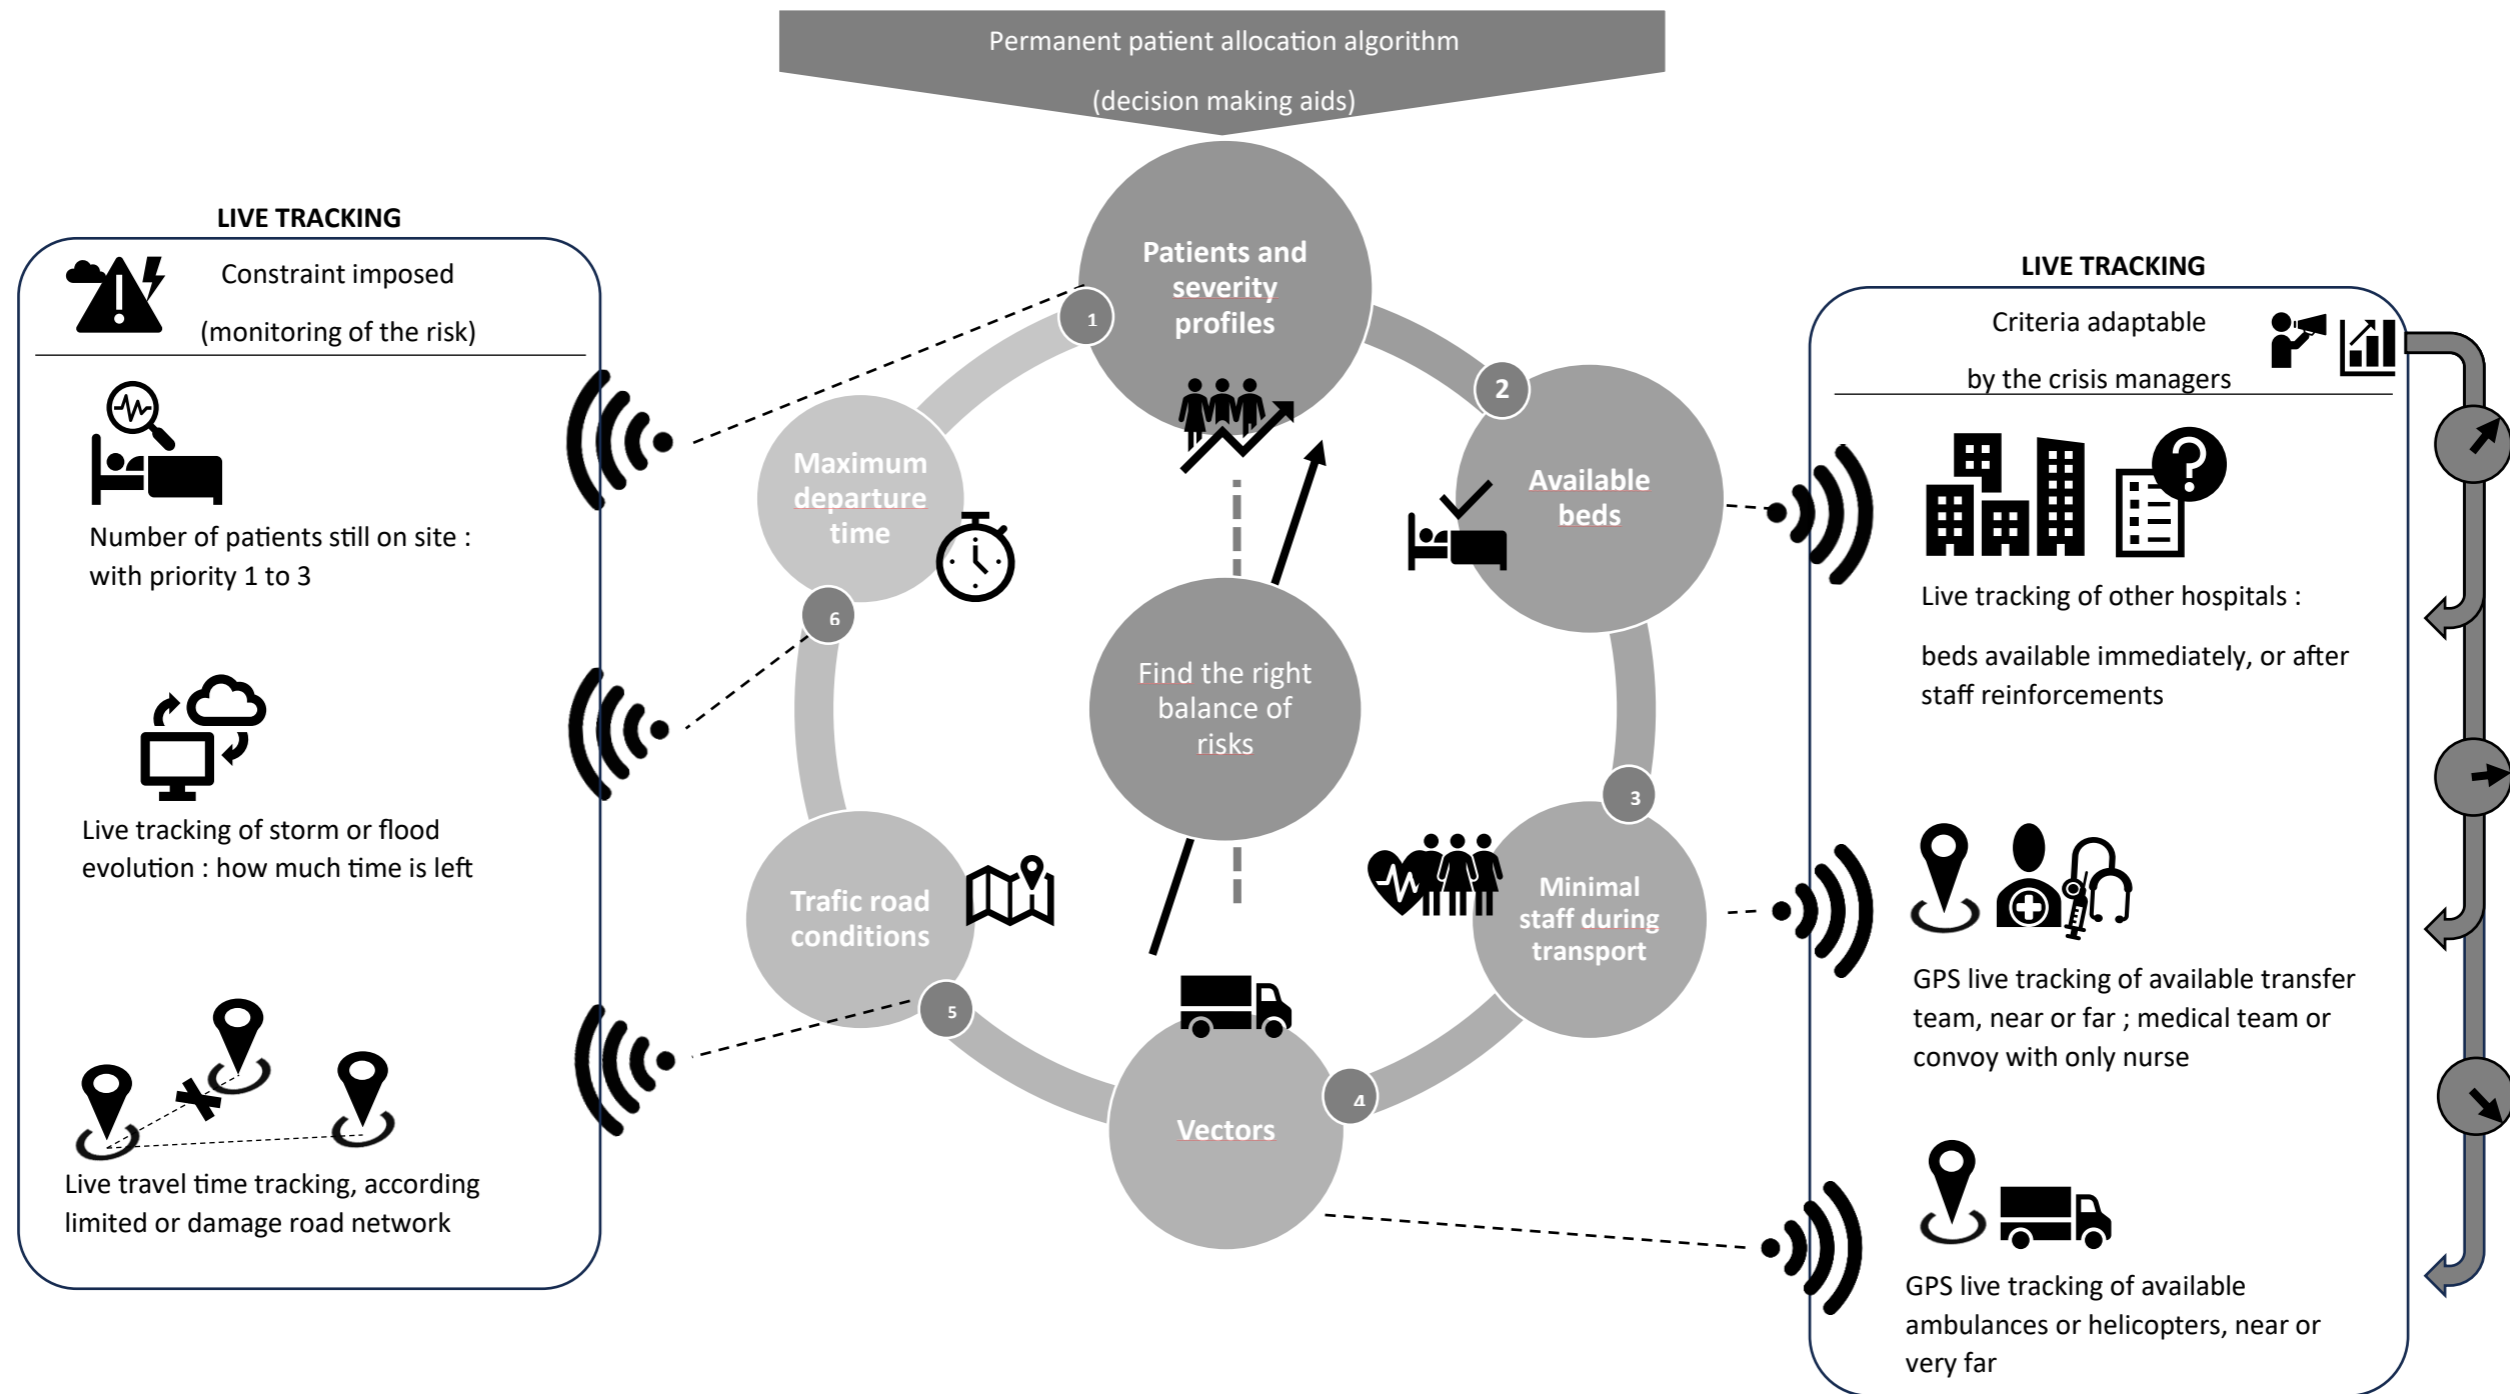 Permanent patient allocation algorithm
(decision making aids)
LIVE TRACKING
Constraint imposed
(monitoring of the risk)
Number of patients still on site :
with priority 1 to 3
Live tracking of storm or flood
evolution : how much time is left
Live travel time tracking, according
limited or damage road network
1
Patients and
severity
profiles
2
Available
beds
3
Minimal
staff during
transport
4
Vectors
5
Trafic road
conditions
6
Maximum
departure
time
Find the right
balance of
risks
LIVE TRACKING
Criteria adaptable
by the crisis managers
Live tracking of other hospitals :
beds available immediately, or after
staff reinforcements
GPS live tracking of available transfer
team, near or far ; medical team or
convoy with only nurse
GPS live tracking of available
ambulances or helicopters, near or
very far